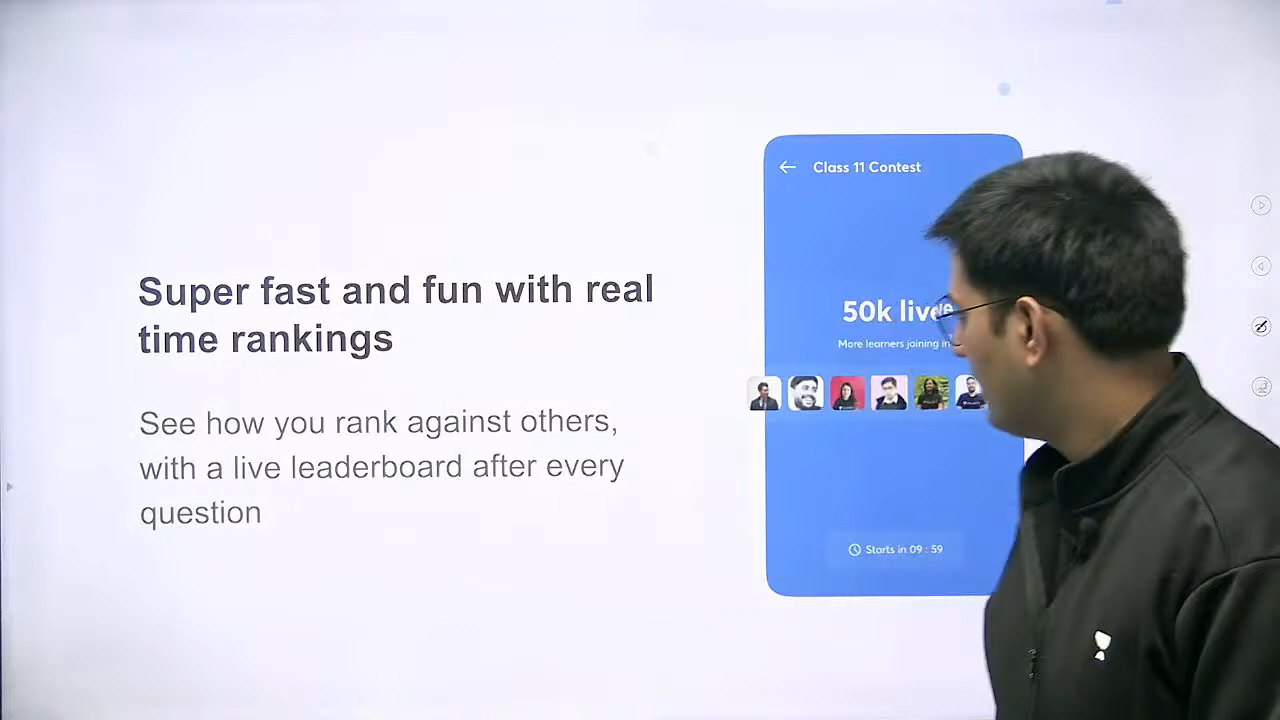 Class 11 Contest
50k live
More learners joining in
Super fast and fun with real
time rankings
See how you rank against others,
with a live leaderboard after every
question
Starts in 09 : 59